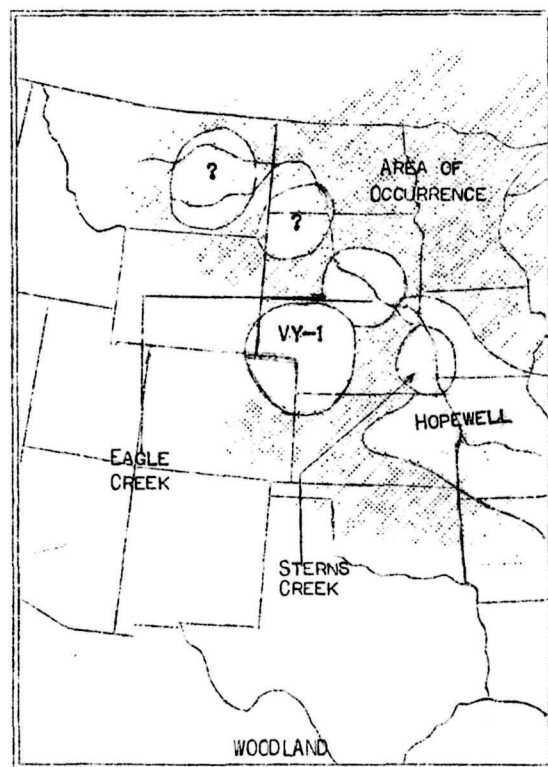 ?
AREA OF
OCCURRENCE
?
VY-1
HOPEWELL
EAGLE
CREEK
STERNS
CREEK
WOODLAND